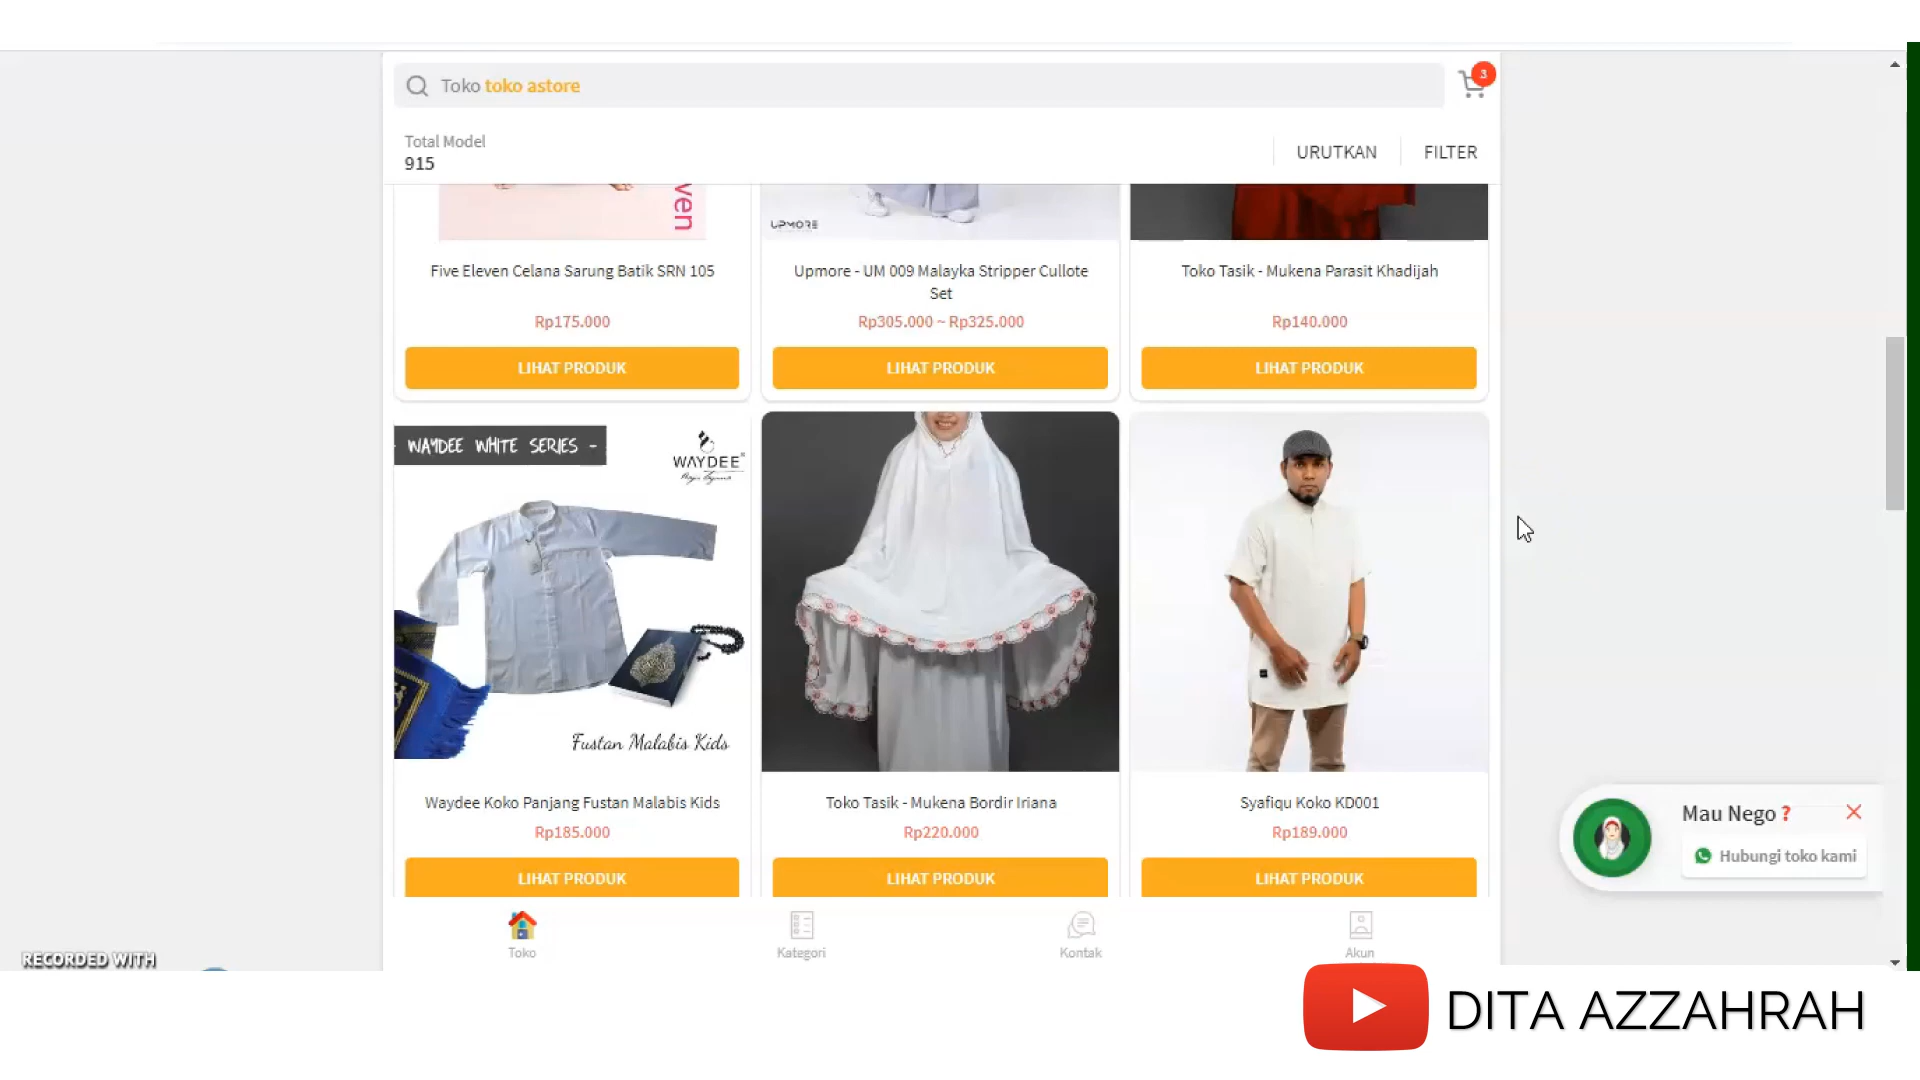 Toko toko astore
3
Total Model
915
URUTKAN
FILTER
ven
UPMORE
Five Eleven Celana Sarung Batik SRN 105
Rp175.000
LIHAT PRODUK
Upmore - UM 009 Malayka Stripper Cullote
Set
Rp305.000 ~ Rp325.000
LIHAT PRODUK
Toko Tasik - Mukena Parasit Khadijah
Rp140.000
LIHAT PRODUK
- WAYDEE WHITE SERIES -
WAYDEE
Fustan Malabis Kids
Waydee Koko Panjang Fustan Malabis Kids
Rp185.000
LIHAT PRODUK
Toko Tasik - Mukena Bordir Iriana
Rp220.000
LIHAT PRODUK
Syafiqu Koko KD001
Rp189.000
LIHAT PRODUK
Mau Nego ?
Hubungi toko kami
Toko
Kategori
Kontak
Akun
RECORDED WITH
DITA AZZAHRAH